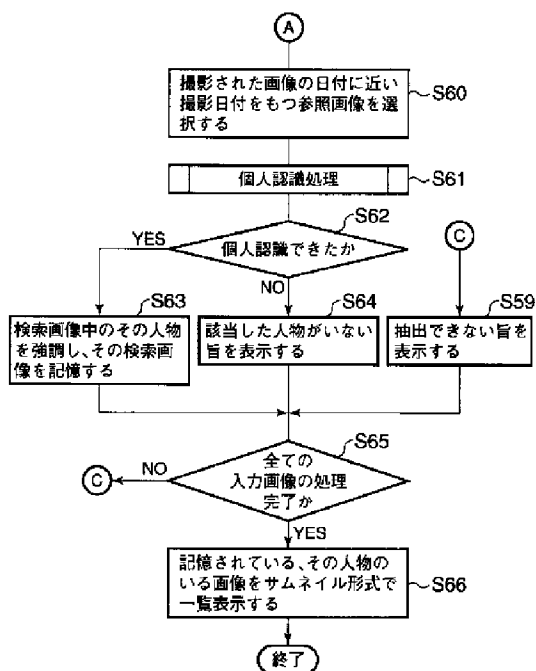 A
撮影された画像の日付に近い
撮影日付をもつ参照画像を選
択する
S60
個人認識処理
S61
S62
個人認識できたか
YES
NO
C
S63
検索画像中のその人物
を強調し、その検索画
像を記憶する
S64
該当した人物がいない
旨を表示する
S59
抽出できない旨を
表示する
S65
全ての
入力画像の処理
完了か
NO
C
YES
記憶されている、その人物の
いる画像をサムネイル形式で
一覧表示する
S66
終了